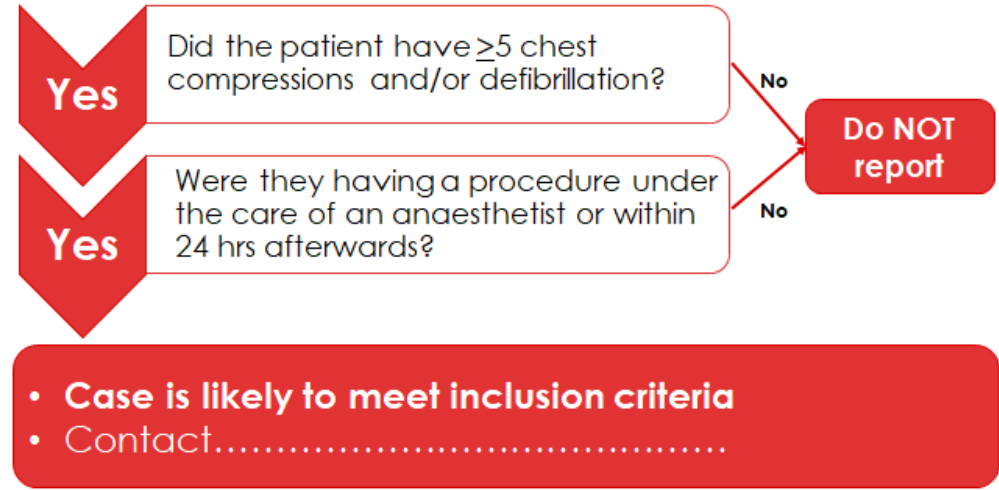 Yes
Did the patient have ≥5 chest
compressions and/or defibrillation?
No
Do NOT
report
Yes
Were they having a procedure under
the care of an anaesthetist or within
24 hrs afterwards?
No
• Case is likely to meet inclusion criteria
• Contact…………………………………………